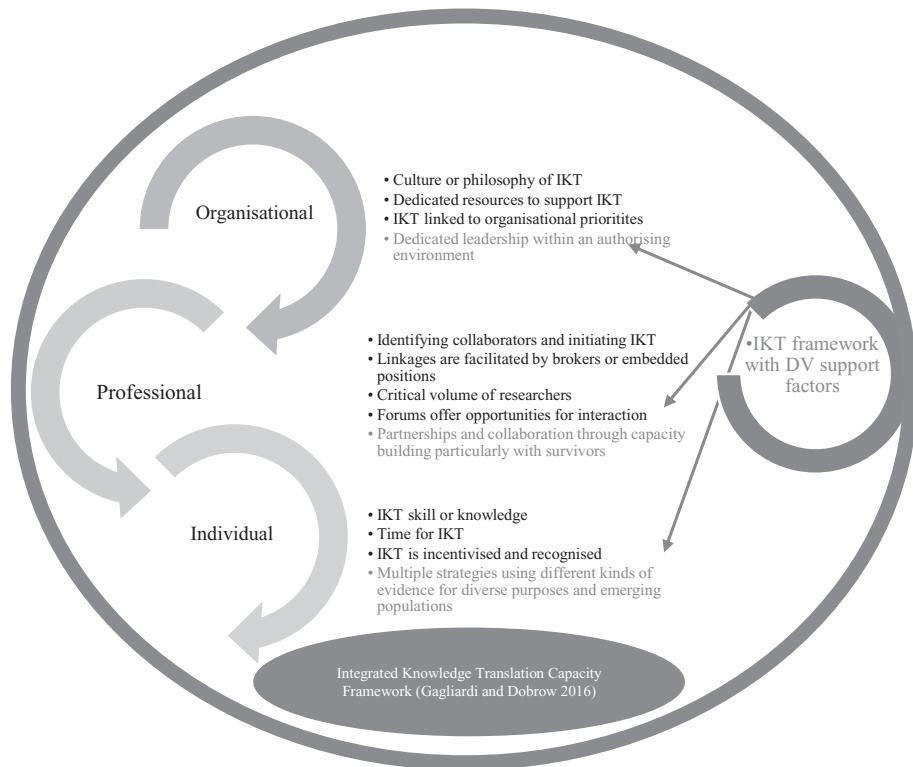 Organisational
• Culture or philosophy of IKT
• Dedicated resources to support IKT
• IKT linked to organisational prioritites
• Dedicated leadership within an authorising
environment
Professional
• Identifying collaborators and initiating IKT
• Linkages are facilitated by brokers or embedded
positions
• Critical volume of researchers
• Forums offer opportunities for interaction
• Partnerships and collaboration through capacity
building particularly with survivors
•IKT framework
with DV support
factors
Individual
• IKT skill or knowledge
• Time for IKT
• IKT is incentivised and recognised
• Multiple strategies using different kinds of
evidence for diverse purposes and emerging
populations
Integrated Knowledge Translation Capacity
Framework (Gagliardi and Dobrow 2016)